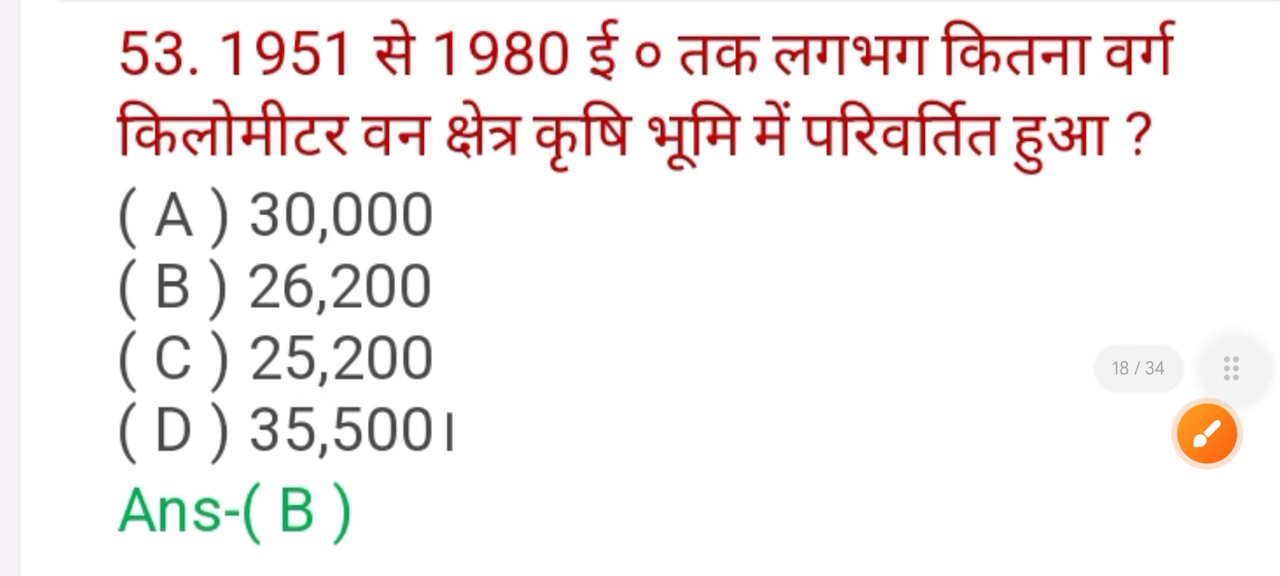 53. 1951 से 1980 ई ० तक लगभग कितना वर्ग
किलोमीटर वन क्षेत्र कृषि भूमि में परिवर्तित हुआ ?
( A ) 30,000
( B ) 26,200
( C ) 25,200
( D ) 35,500।
Ans-( B )
18 / 34